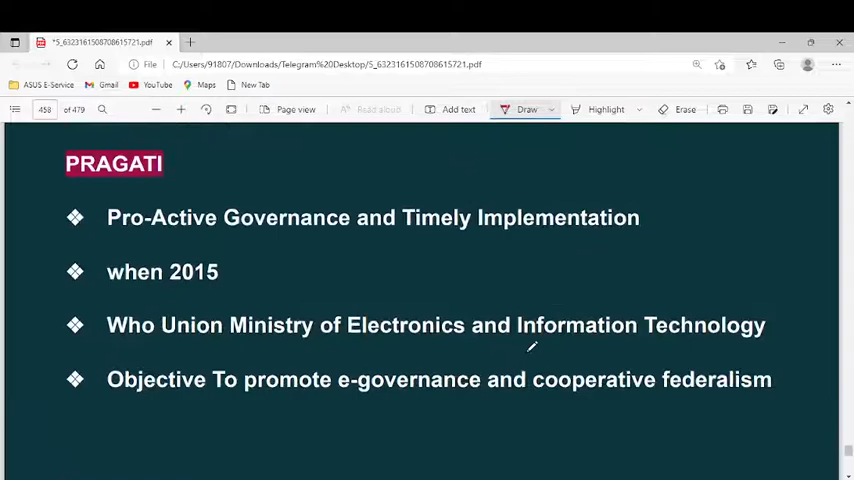 *5_6323161508708615721.pdf
File C:/Users/91807/Downloads/Telegram%20Desktop/5_6323161508708615721.pdf
ASUS E-Service Gmail YouTube Maps New Tab
458 of 479 Page view Read aloud Add text Draw Highlight Erase
PRAGATI
❖ Pro-Active Governance and Timely Implementation
❖ when 2015
❖ Who Union Ministry of Electronics and Information Technology
❖ Objective To promote e-governance and cooperative federalism